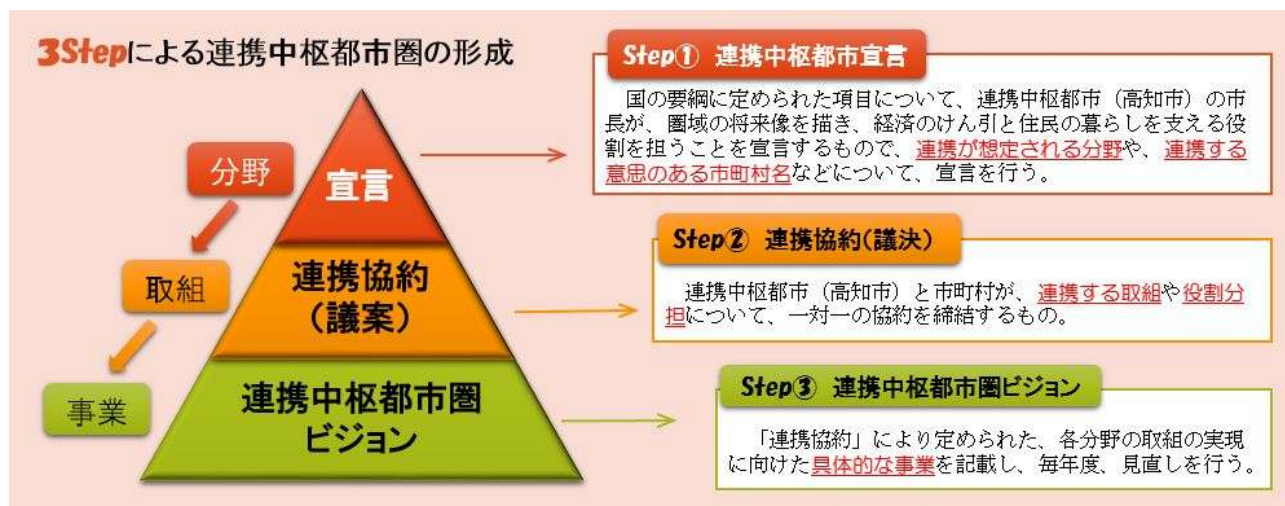 3Stepによる連携中枢都市圏の形成
分野
取組
事業
宣言
連携協約
(議案)
連携中枢都市圏
ビジョン
Step① 連携中枢都市宣言
国の要綱に定められた項目について、連携中枢都市(高知市)の市
長が、圏域の将来像を描き、経済のけん引と住民の暮らしを支える役
割を担うことを宣言するもので、連携が想定される分野や、連携する
意思のある市町村名などについて、宣言を行う。
Step② 連携協約(議決)
連携中枢都市(高知市)と市町村が、連携する取組や役割分
担について、一対一の協約を締結するもの。
Step③ 連携中枢都市圏ビジョン
「連携協約」により定められた、各分野の取組の実現
に向けた具体的な事業を記載し、毎年度、見直しを行う。